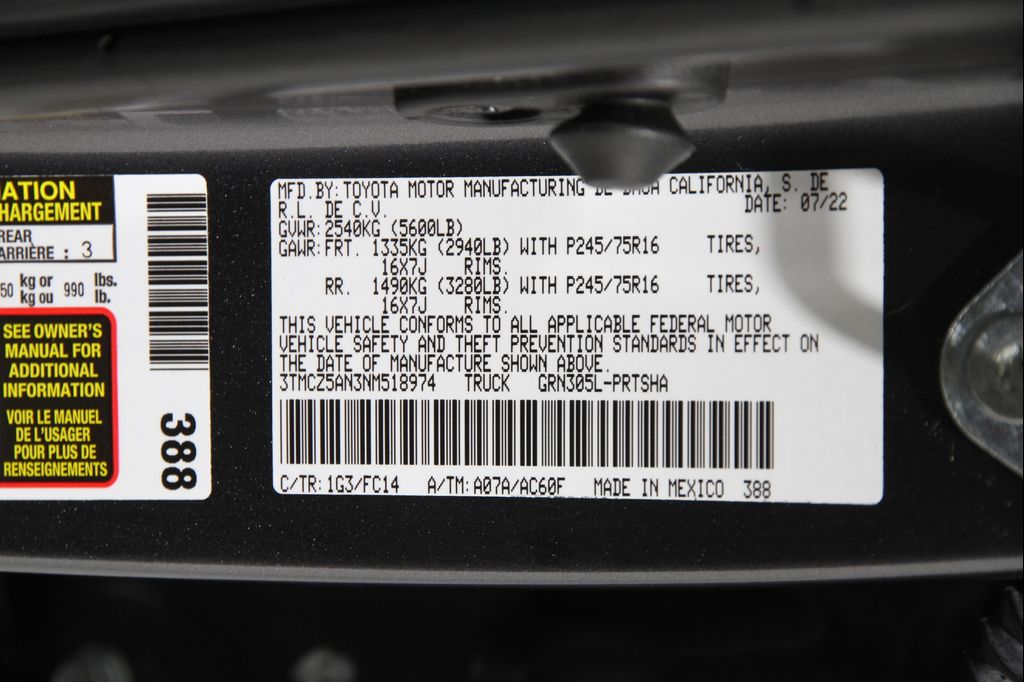 ATION
HARGEMENT
REAR
ARRIÈRE : 3
50 kg or kg ou 990 lbs. lb.
SEE OWNER'S
MANUAL FOR
ADDITIONAL
INFORMATION
VOIR LE MANUEL
DE L'USAGER
POUR PLUS DE
RENSEIGNEMENTS
388
MFD.BY:TOYOTA MOTOR MANUFACTURING DE BAJA CALIFORNIA, S. DE
R.L. DE C.V.
DATE: 07/22
GVWR:2540KG (5600LB)
GAWR:FRT. 1335KG (2940LB) WITH P245/75R16 TIRES,
16X7J RIMS.
RR. 1490KG (3280LB) WITH P245/75R16 TIRES,
16X7J RIMS.
THIS VEHICLE CONFORMS TO ALL APPLICABLE FEDERAL MOTOR
VEHICLE SAFETY AND THEFT PREVENTION STANDARDS IN EFFECT ON
THE DATE OF MANUFACTURE SHOWN ABOVE.
3TMCZ5AN3NM518974 TRUCK GRN305L-PRTSHA
C/TR:1G3/FC14 A/TM:A07A/AC60F MADE IN MEXICO 388